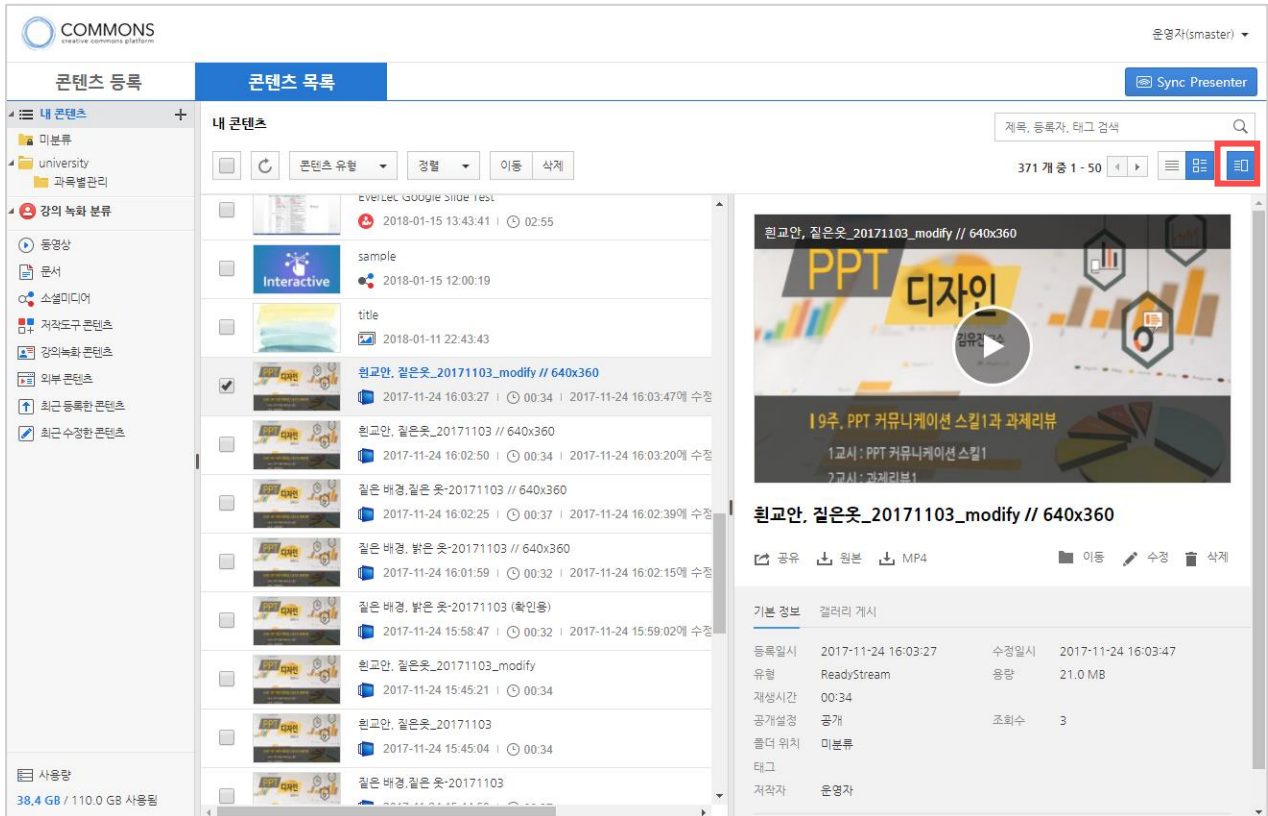 COMMONS
creative commons platform
운영자(smaster)
콘텐츠 등록
콘텐츠 목록
Sync Presenter
내 콘텐츠
미분류
university
과목별관리
강의 녹화 분류
동영상
문서
소셜미디어
저작도구 콘텐츠
강의녹화 콘텐츠
외부 콘텐츠
최근 등록한 콘텐츠
최근 수정한 콘텐츠
사용량
38.4 GB / 110.0 GB 사용됨
내 콘텐츠
제목, 등록자, 태그 검색
콘텐츠 유형
정렬
이동
삭제
371 개 중 1 - 50
EverLec Google Slide Test
2018-01-15 13:43:41 | 02:55
Interactive
sample
2018-01-15 12:00:19
title
2018-01-11 22:43:43
흰교안, 짙은옷_20171103_modify // 640x360
2017-11-24 16:03:27 | 00:34 | 2017-11-24 16:03:47에 수정
흰교안, 짙은옷_20171103 // 640x360
2017-11-24 16:02:50 | 00:34 | 2017-11-24 16:03:20에 수정
짙은 배경,짙은 옷-20171103 // 640x360
2017-11-24 16:02:25 | 00:37 | 2017-11-24 16:02:39에 수정
짙은 배경, 밝은 옷-20171103 // 640x360
2017-11-24 16:01:59 | 00:32 | 2017-11-24 16:02:15에 수정
짙은 배경, 밝은 옷-20171103 (확인용)
2017-11-24 15:58:47 | 00:32 | 2017-11-24 15:59:02에 수정
흰교안, 짙은옷_20171103_modify
2017-11-24 15:45:21 | 00:34
흰교안, 짙은옷_20171103
2017-11-24 15:45:04 | 00:34
짙은 배경,짙은 옷-20171103
흰교안, 짙은옷_20171103_modify // 640x360
PPT
디자인
9주. PPT 커뮤니케이션 스킬1과 과제리뷰
1교시 : PPT 커뮤니케이션 스킬1
2교시 : 과제리뷰1
흰교안, 짙은옷_20171103_modify // 640x360
공유
원본
MP4
이동
수정
삭제
기본 정보
갤러리 게시
등록일시 2017-11-24 16:03:27
수정일시 2017-11-24 16:03:47
유형 ReadyStream
용량 21.0 MB
재생시간 00:34
공개설정 공개
조회수 3
폴더 위치 미분류
태그
저작자 운영자